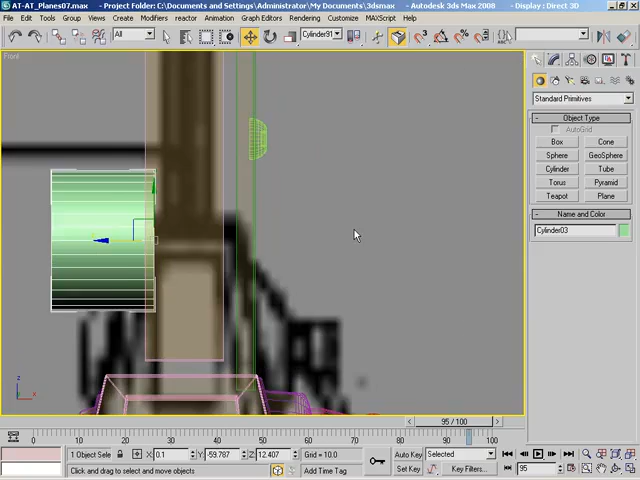 AT-AT_Planes07.max - Project Folder: C:\Documents and Settings\Administrator\My Documents\3dsmax - Autodesk 3ds Max 2008 - Display : Direct 3D
File Edit Tools Group Views Create Modifiers reactor Animation Graph Editors Rendering Customize MAXScript Help
All Cylinder91
Front
Standard Primitives
Object Type
AutoGrid
Box Cone
Sphere GeoSphere
Cylinder Tube
Torus Pyramid
Teapot Plane
Name and Color
Cylinder03
z
x
95 / 100
0 10 20 30 40 50 60 70 80 90 100
1 Object Sele X: 0.1 Y: -59.787 Z: 12.407 Grid = 10.0 Auto Key Selected
Click and drag to select and move objects Add Time Tag Set Key Key Filters... 95